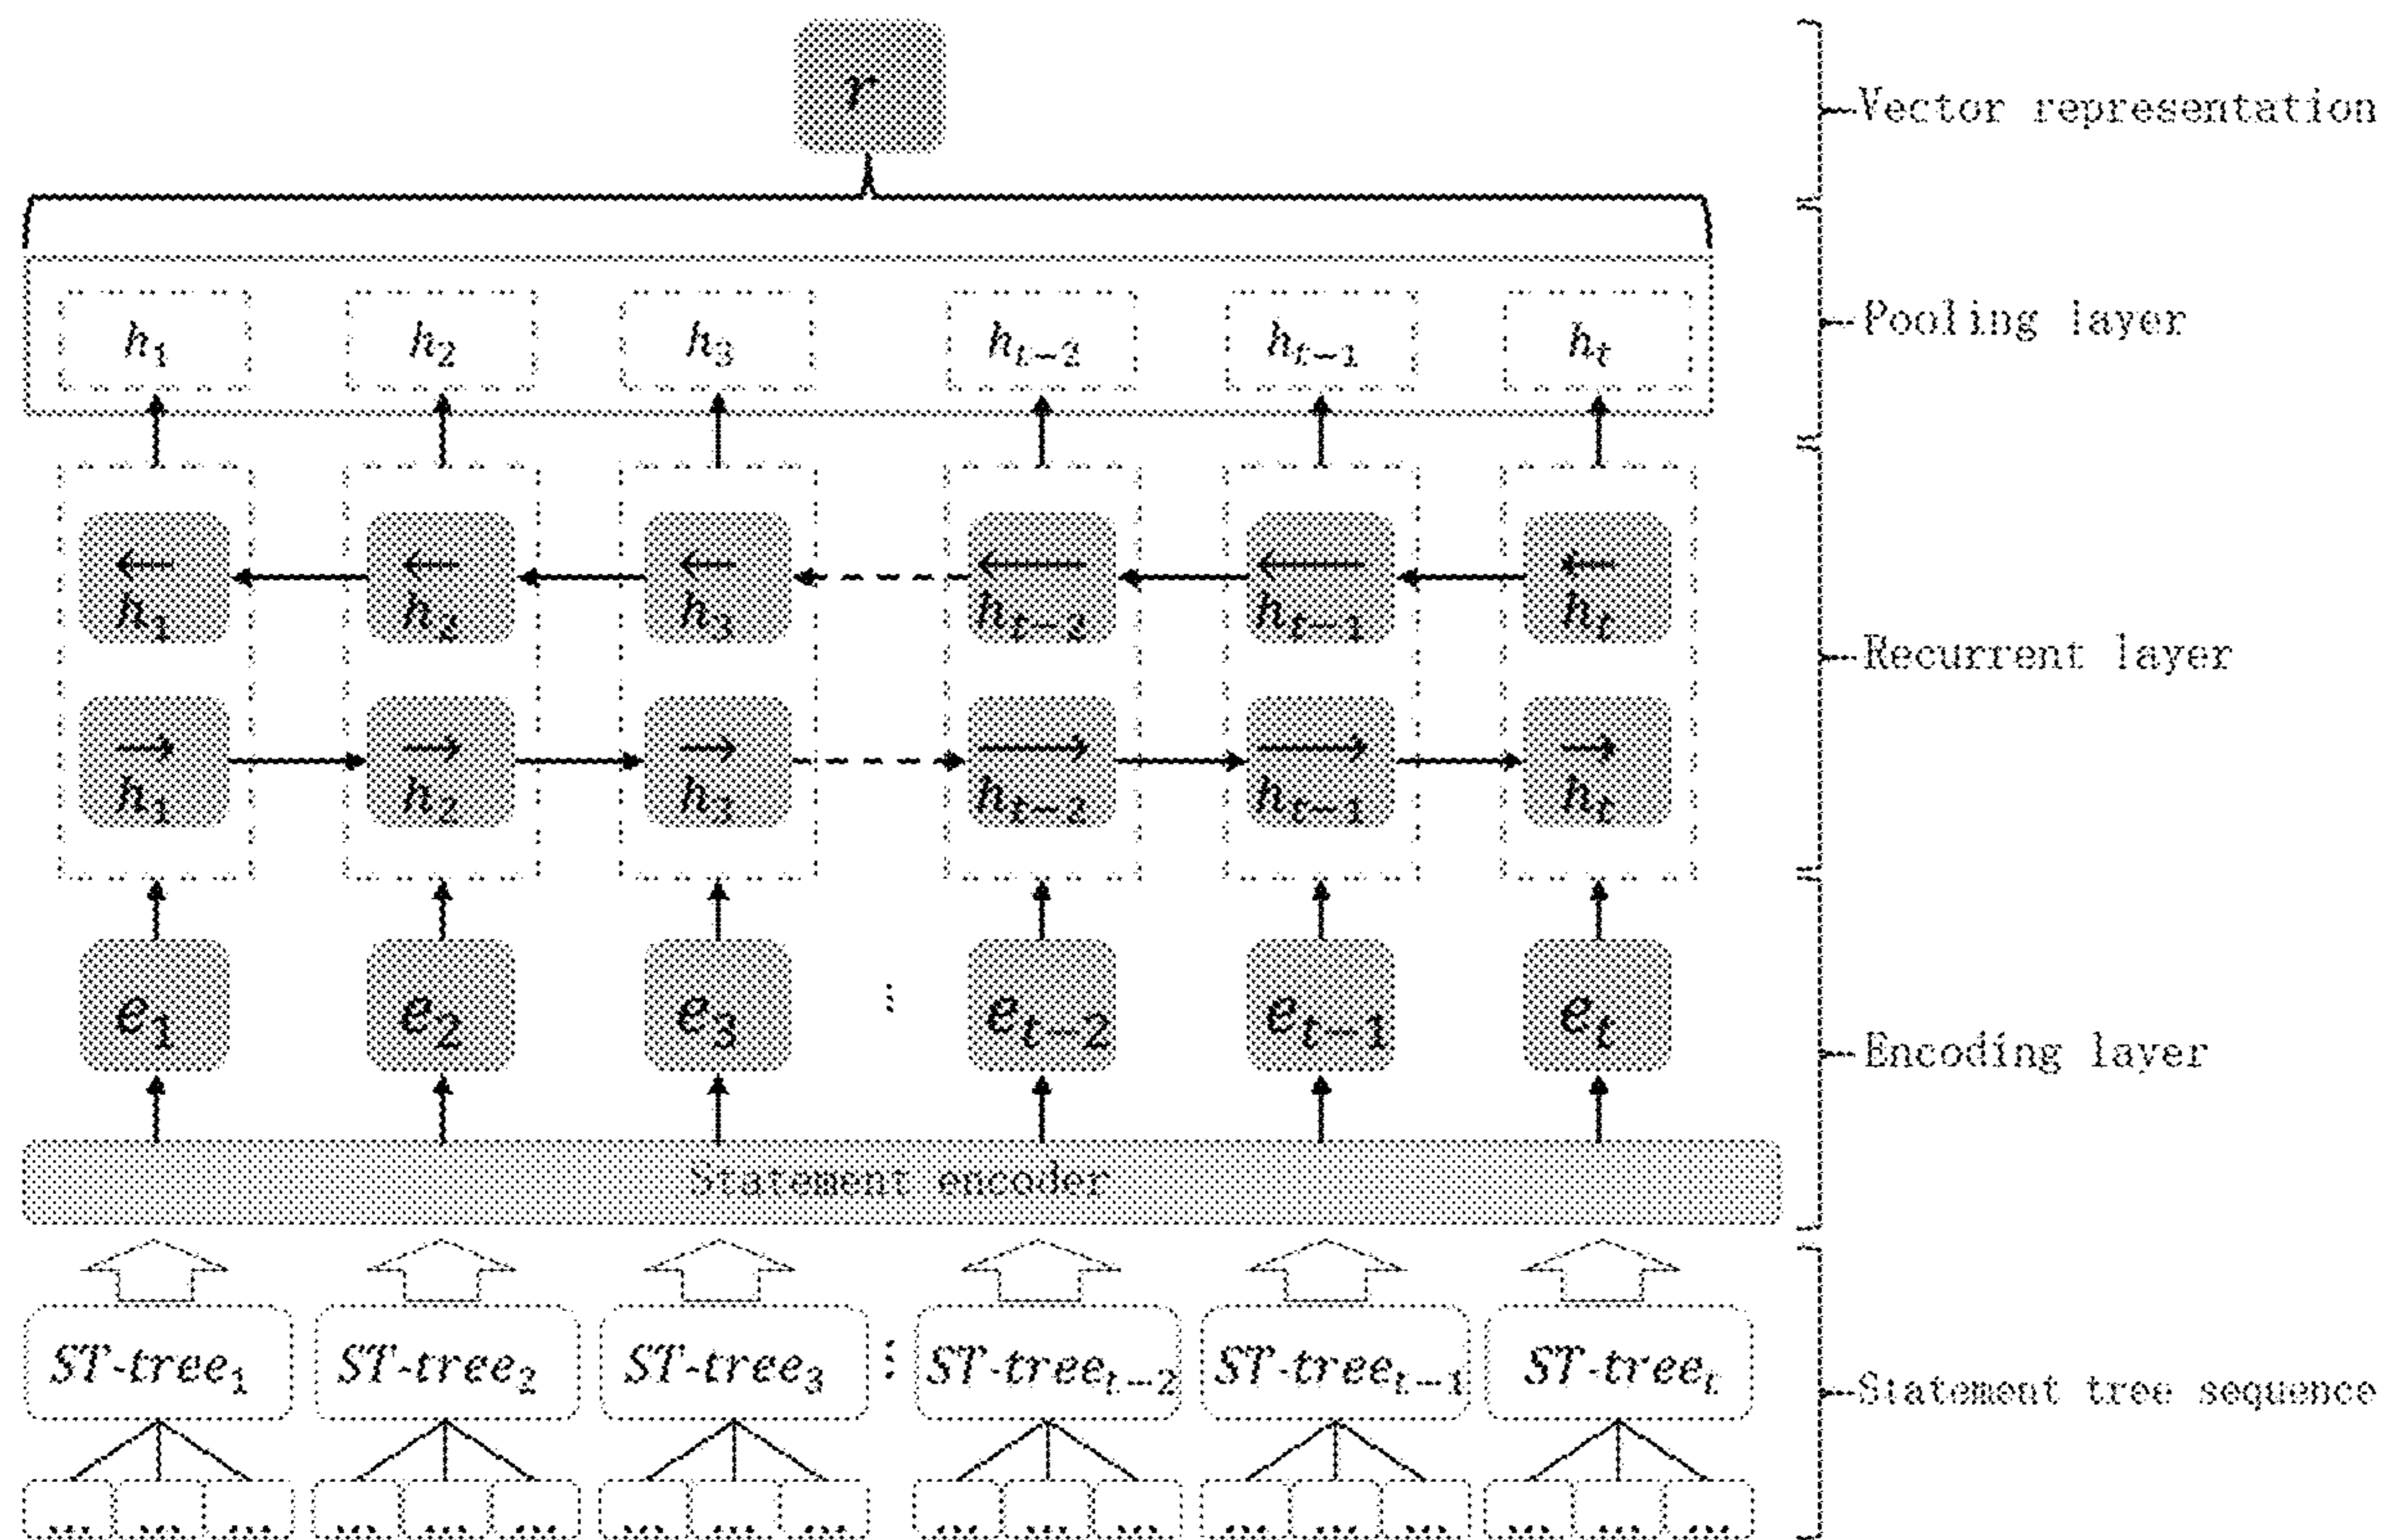 r
Vector representation
h₁ h₂ h₃ hₜ₋₂ hₜ₋₁ hₜ
Pooling layer
←h₁ ←h₂ ←h₃ ←hₜ₋₂ ←hₜ₋₁ ←hₜ
Recurrent layer
→h₁ →h₂ →h₃ →hₜ₋₂ →hₜ₋₁ →hₜ
e₁ e₂ e₃ ⋮ eₜ₋₂ eₜ₋₁ eₜ
Encoding layer
Statement encoder
ST-tree₁ ST-tree₂ ST-tree₃ ⋮ ST-treeₜ₋₂ ST-treeₜ₋₁ ST-treeₜ
Statement tree sequence
... ... ... ... ... ... ... ... ... ... ... ... ... ... ... ... ... ...